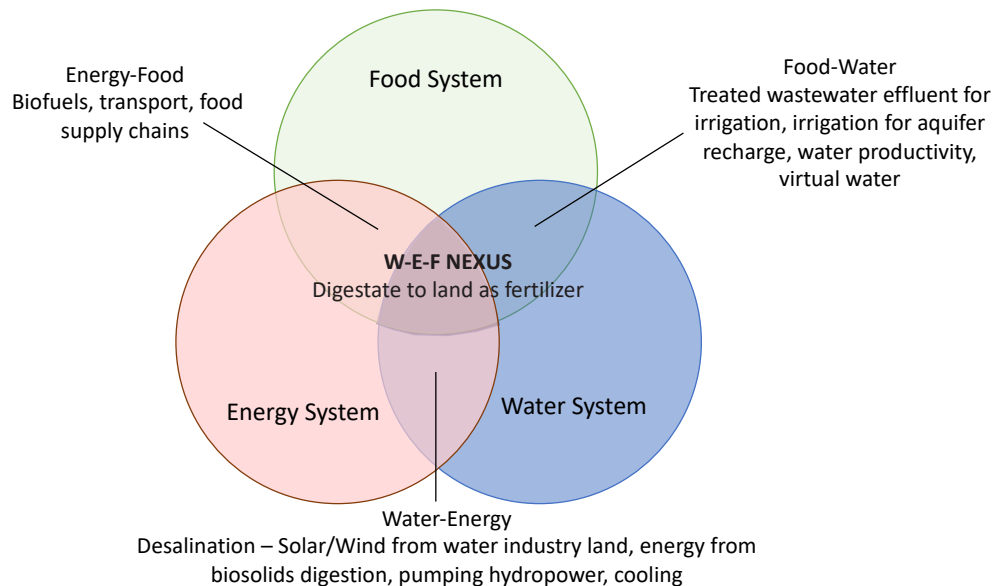 Energy-Food
Biofuels, transport, food
supply chains
Food System
Food-Water
Treated wastewater effluent for
irrigation, irrigation for aquifer
recharge, water productivity,
virtual water
W-E-F NEXUS
Digestate to land as fertilizer
Energy System
Water System
Water-Energy
Desalination – Solar/Wind from water industry land, energy from
biosolids digestion, pumping hydropower, cooling